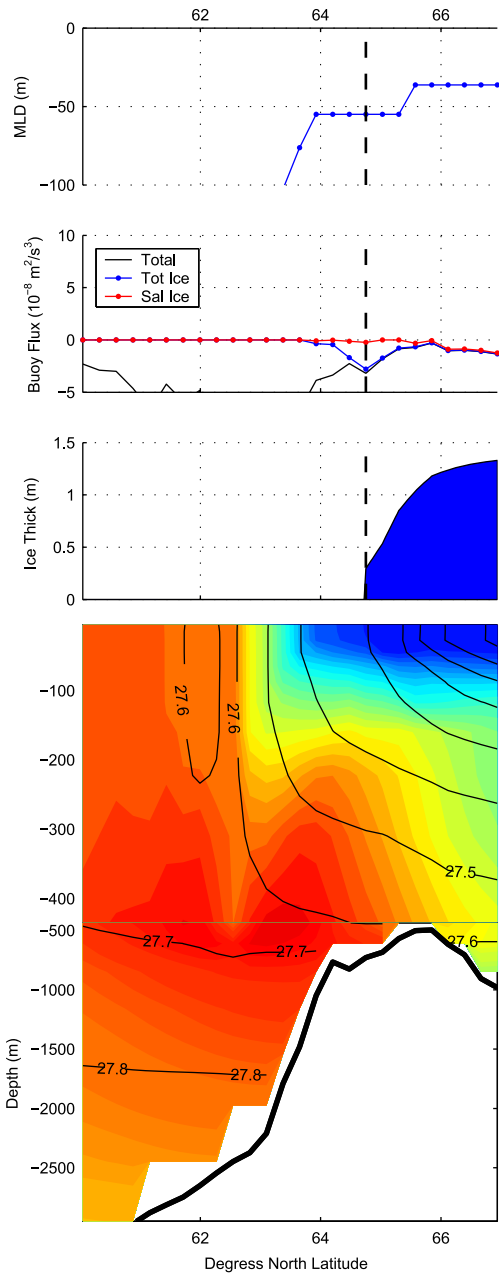 62 64 66
0
−50
−100
MLD (m)
10
5
0
−5
Buoy Flux (10⁻⁸ m²/s³)
Total
Tot Ice
Sal Ice
1.5
1
0.5
0
Ice Thick (m)
−100
−200
−300
−400
−500
−1000
−1500
−2000
−2500
Depth (m)
27.6
27.6
27.5
27.7
27.7
27.6
27.8
27.8
62 64 66
Degress North Latitude